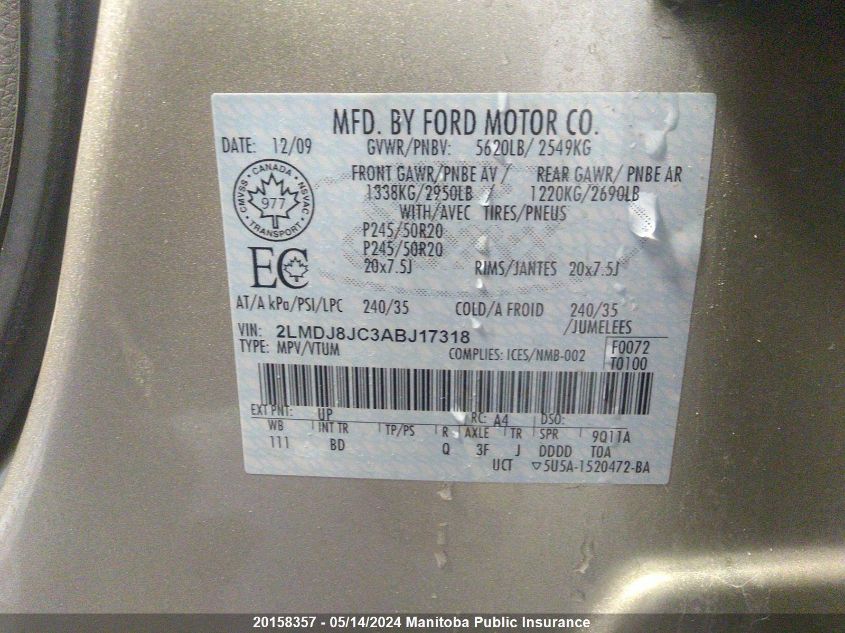 MFD. BY FORD MOTOR CO.
DATE: 12/09 GVWR/PNBV: 5620LB/ 2549KG
FRONT GAWR/PNBE AV / REAR GAWR/ PNBE AR
1338KG/2950LB / 1220KG/2690LB
WITH/AVEC TIRES/PNEUS
P245/50R20
P245/50R20
20x7.5J RIMS/JANTES 20x7.5J
CANADA
CMVSS NSVAC
977
TRANSPORT
EC
AT/A kPa/PSI/LPC 240/35 COLD/A FROID 240/35
/JUMELEES
VIN: 2LMDJ8JC3ABJ17318
TYPE: MPV/VTUM COMPLIES: ICES/NMB-002 F0072
T0100
EXT PNT: UP RC: A4 DSO:
WB INT TR TP/PS R AXLE TR SPR 9Q11A
111 BD Q 3F J DDDD T0A
UCT ▽5U5A-1520472-BA
20158357 - 05/14/2024 Manitoba Public Insurance